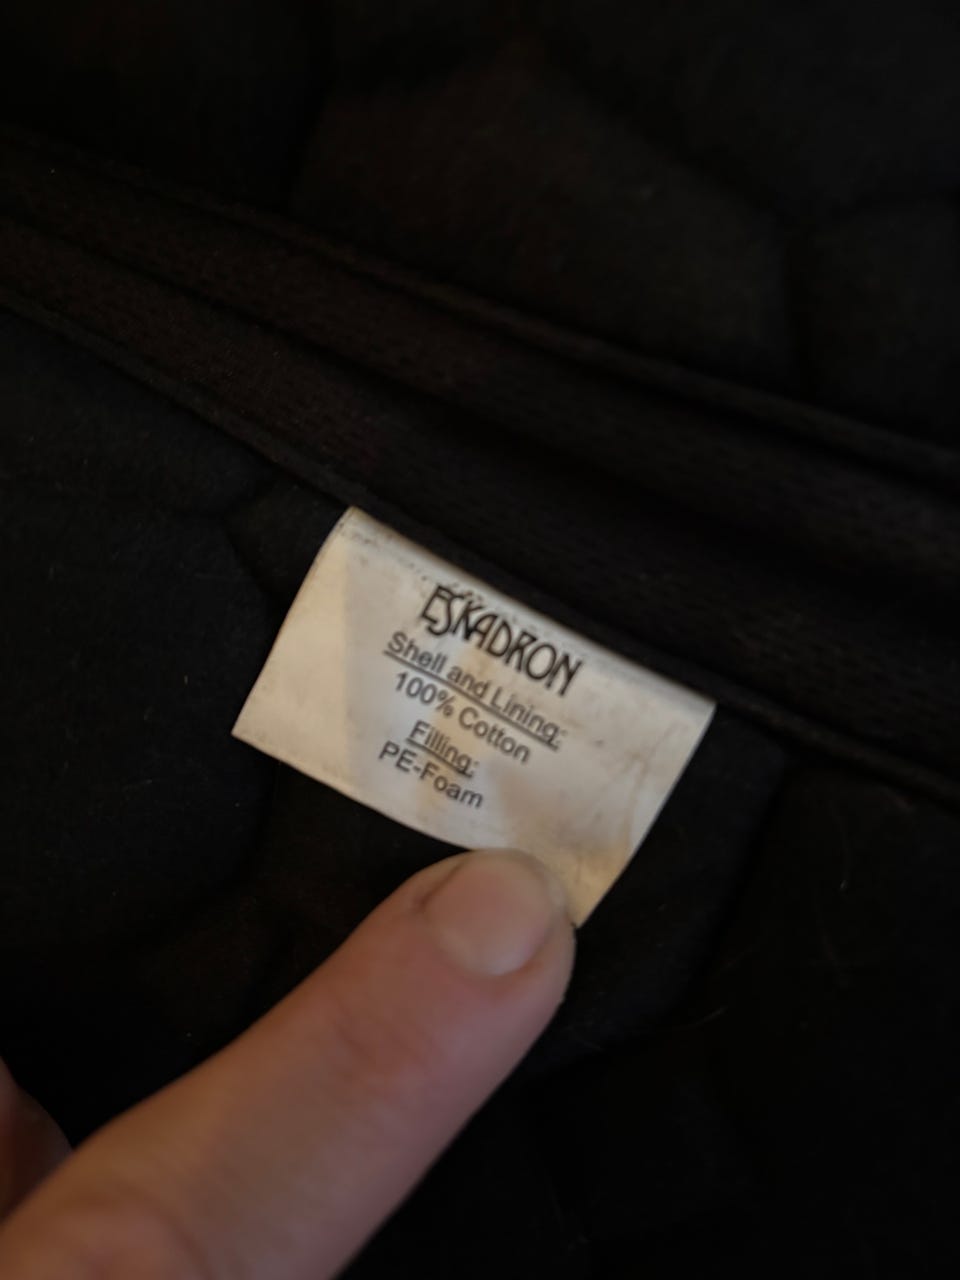 ESKADRON
Shell and Lining:
100% Cotton
Filling:
PE-Foam